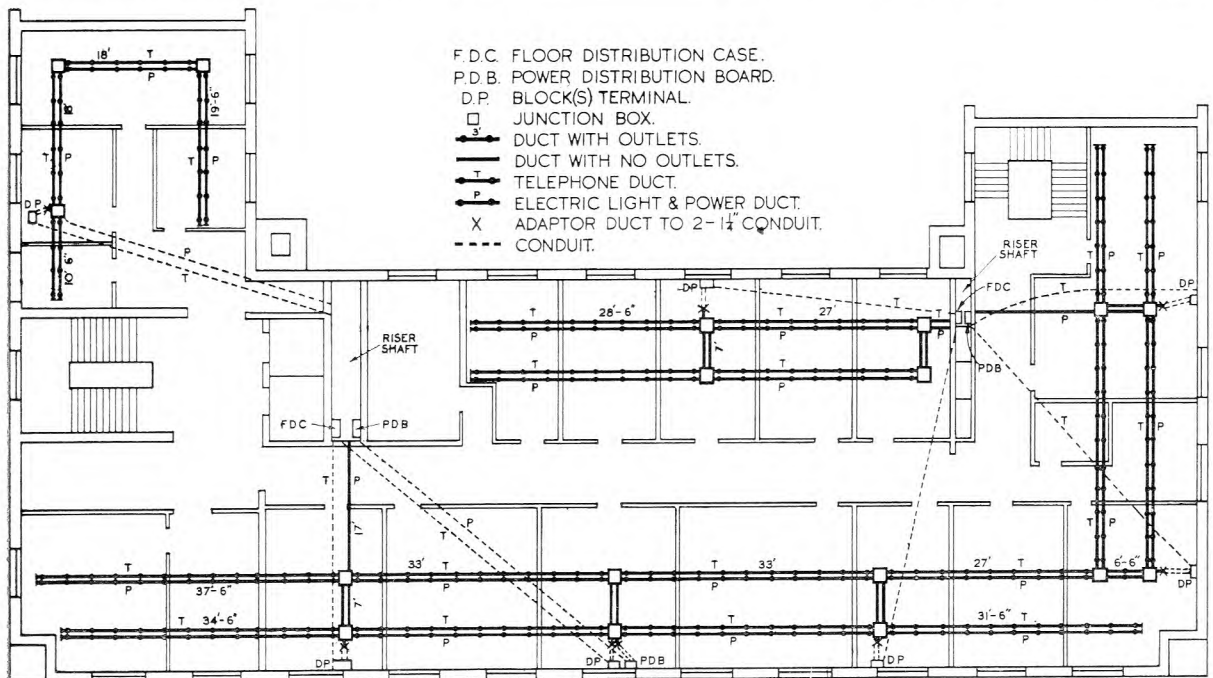 F.D.C. FLOOR DISTRIBUTION CASE.
P.D.B. POWER DISTRIBUTION BOARD.
D.P. BLOCK(S) TERMINAL.
JUNCTION BOX.
3' DUCT WITH OUTLETS.
DUCT WITH NO OUTLETS.
T TELEPHONE DUCT.
P ELECTRIC LIGHT & POWER DUCT.
X ADAPTOR DUCT TO 2-1¼" CONDUIT.
CONDUIT.
18' T
P
18'
19'-6"
T P
T P
D.P.
10'-6"
P
T
RISER
SHAFT
FDC
PDB
T P
17'
DP
T
T 28'-6" T 27' T
P P P
7'
T T
P P
RISER
SHAFT
FDC
PDB
T
P
T P T P
DP
T
T
T P T P
T P
P
T 33' T T 33' T 27' T 6'-6"
P P P P
37'-6"
7'
DP
T 34'-6" T T 31'-6" T
P P P P
DP
DP
PDB
DP